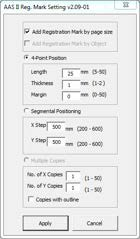 AAS II Reg. Mark Setting v2.09-01
Add Registration Mark by page size
Add Registration Mark by Object
4-Point Position
Length 25 mm (5-50)
Thickness 1 mm (1-2)
Margin 0 mm (0-50)
Segmental Positioning
X Step 500 mm (200 - 600)
Y Step 500 mm (200 - 600)
Multiple Copies
No. of X Copies 1 (1 - 50)
No. of Y Copies 1 (1 - 50)
Copies with outline
Apply Cancel